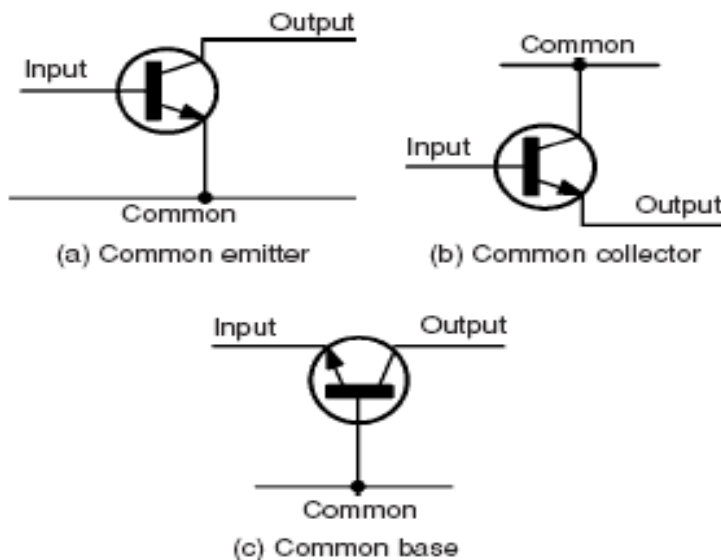 Output
Input
Common
(a) Common emitter
Common
Input
Output
(b) Common collector
Input
Output
Common
(c) Common base